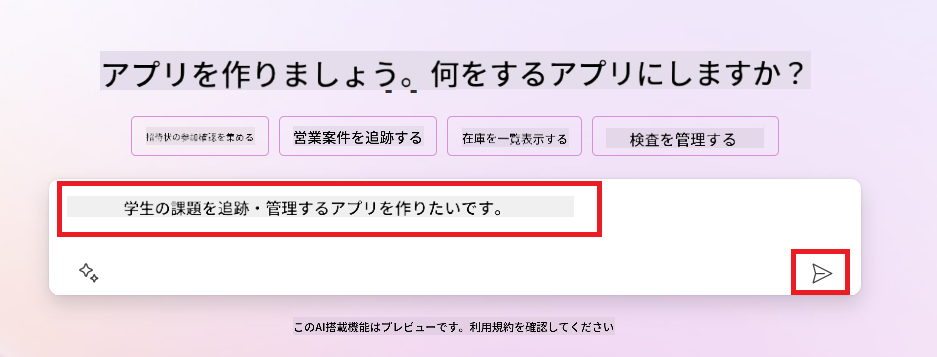 アプリを作りましょう。何をするアプリにしますか？
招待状の参加確認を集める
営業案件を追跡する
在庫を一覧表示する
検査を管理する
学生の課題を追跡・管理するアプリを作りたいです。
このAI搭載機能はプレビューです。利用規約を確認してください